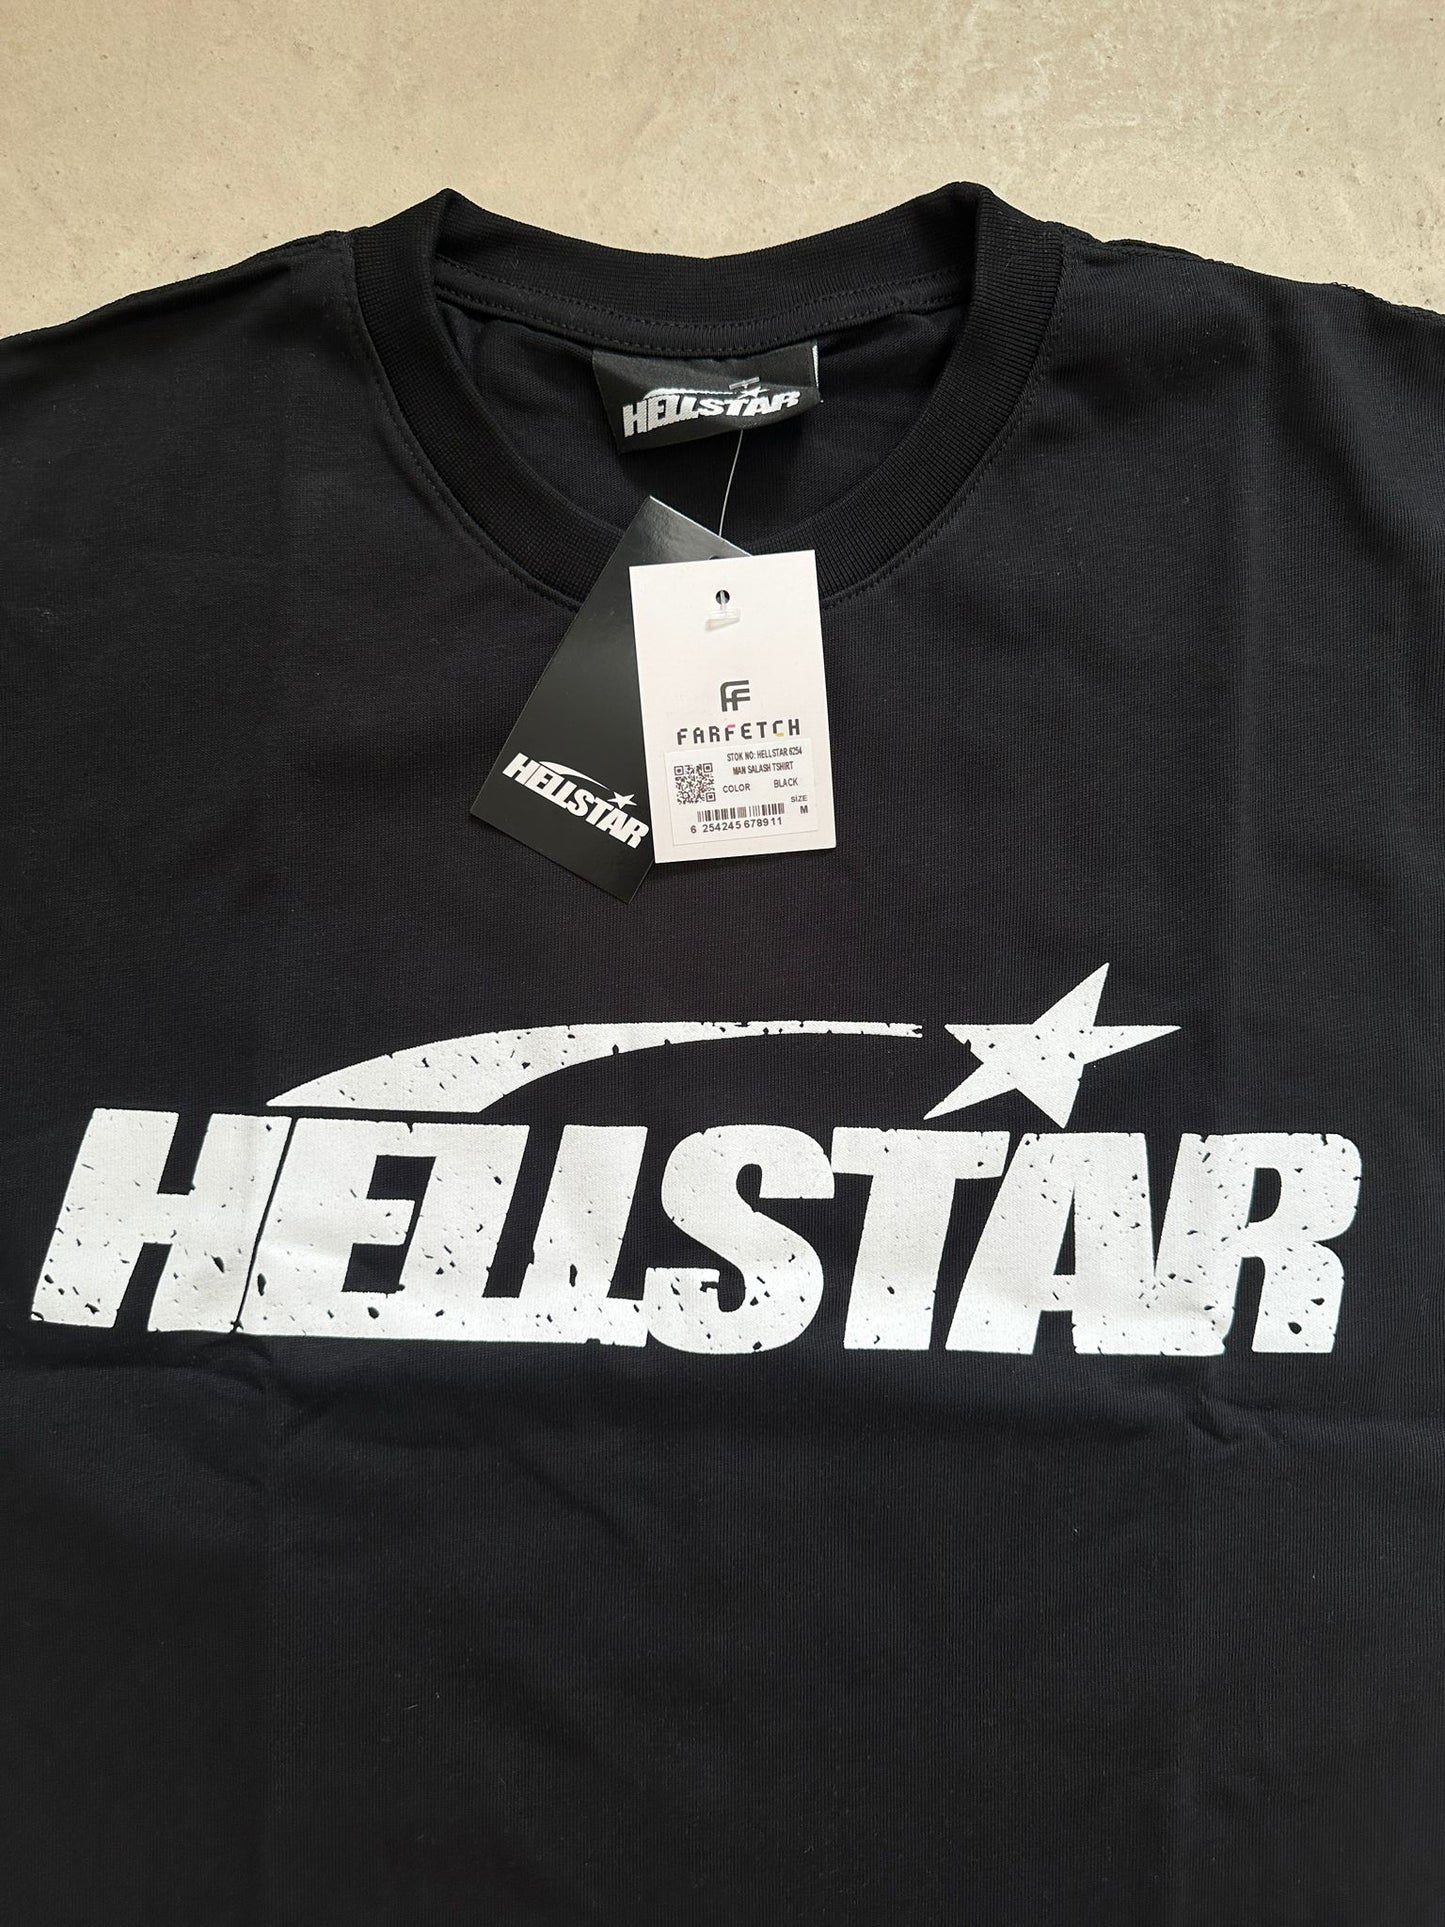 HELLSTAR
FARFETCH
STOK NO: HELLSTAR 6254
MAN SALASH TSHIRT
COLOR BLACK
SIZE
M
6 254245 678911
HELLSTAR
HELLSTAR